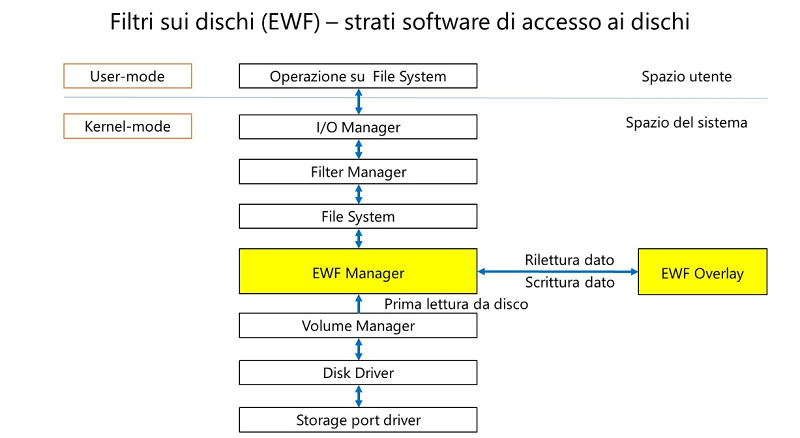 Filtri sui dischi (EWF) – strati software di accesso ai dischi
User-mode
Operazione su File System
Spazio utente
Kernel-mode
I/O Manager
Spazio del sistema
Filter Manager
File System
EWF Manager
Rilettura dato
Scrittura dato
EWF Overlay
Prima lettura da disco
Volume Manager
Disk Driver
Storage port driver